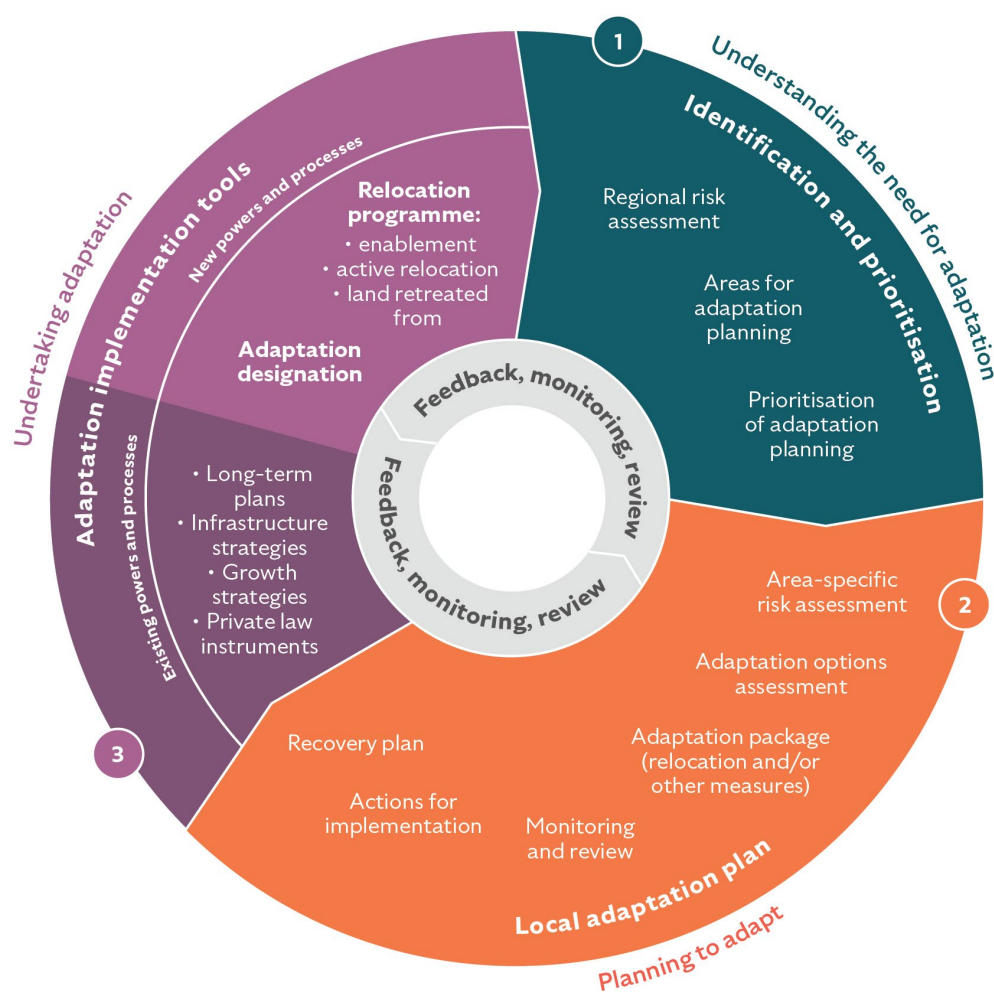 1
Understanding the need for adaptation
Identification and prioritisation
Regional risk
assessment
Areas for
adaptation
planning
Prioritisation
of adaptation
planning
2
Area-specific
risk assessment
Adaptation options
assessment
Adaptation package
(relocation and/or
other measures)
Monitoring
and review
Actions for
implementation
Recovery plan
Local adaptation plan
Planning to adapt
3
Undertaking adaptation
Adaptation implementation tools
Existing powers and processes
• Long-term
plans
• Infrastructure
strategies
• Growth
strategies
• Private law
instruments
New powers and processes
Relocation
programme:
• enablement
• active relocation
• land retreated
from
Adaptation
designation
Feedback, monitoring, review
Feedback, monitoring, review